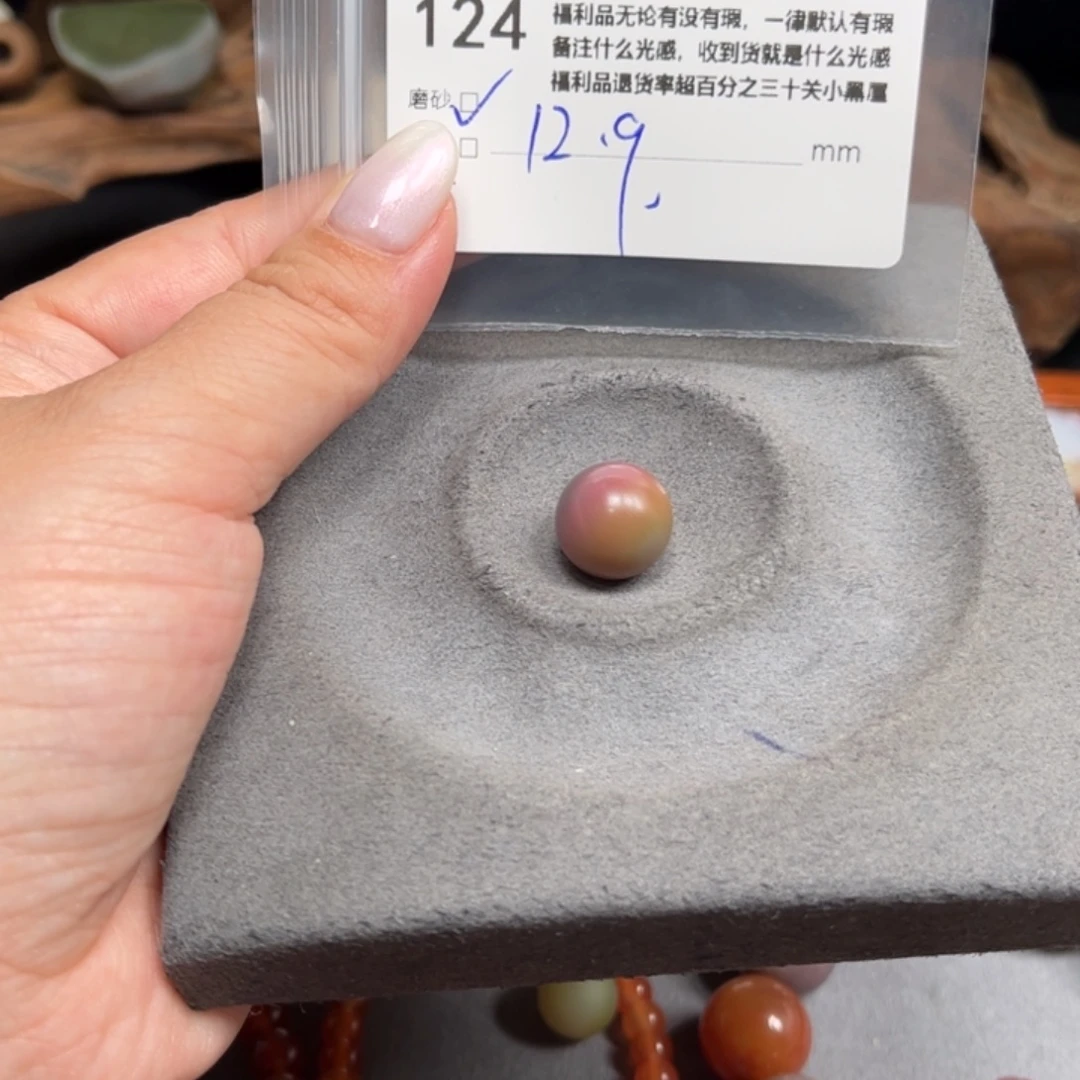 124
福利品无论有没有瑕，一律默认有瑕
备注什么光感，收到货就是什么光感
福利品退货率超百分之三十关小黑屋
磨砂 □ ✓
□ 12.9. mm